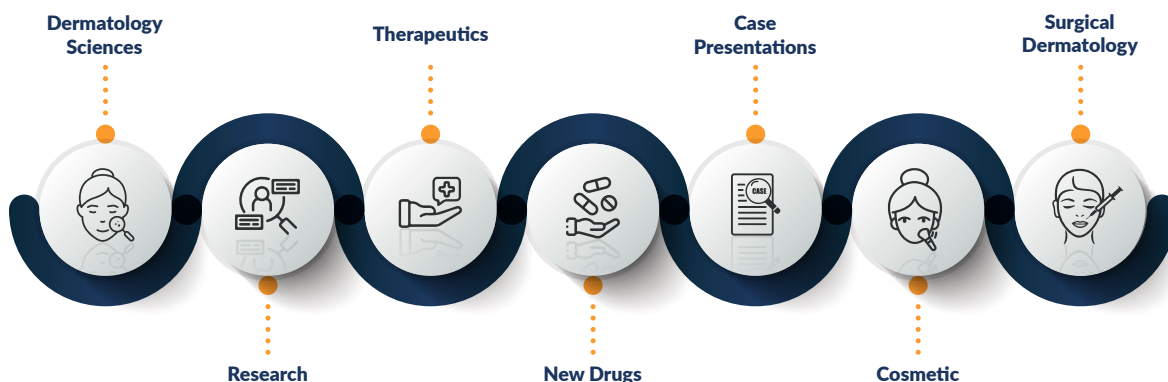 Dermatology
Sciences
Therapeutics
Case
Presentations
Surgical
Dermatology
CASE
Research
New Drugs
Cosmetic